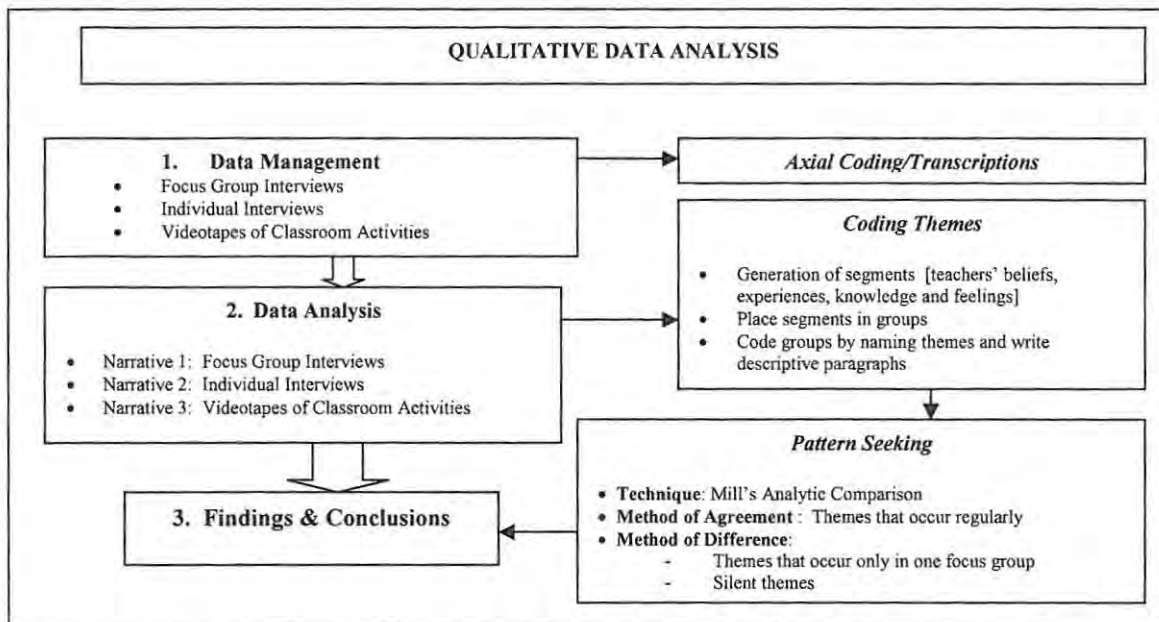 QUALITATIVE DATA ANALYSIS
1. Data Management
• Focus Group Interviews
• Individual Interviews
• Videotapes of Classroom Activities
Axial Coding/Transcriptions
Coding Themes
• Generation of segments [teachers' beliefs,
experiences, knowledge and feelings]
• Place segments in groups
• Code groups by naming themes and write
descriptive paragraphs
2. Data Analysis
• Narrative 1: Focus Group Interviews
• Narrative 2: Individual Interviews
• Narrative 3: Videotapes of Classroom Activities
Pattern Seeking
• Technique: Mill's Analytic Comparison
• Method of Agreement : Themes that occur regularly
• Method of Difference:
- Themes that occur only in one focus group
- Silent themes
3. Findings & Conclusions